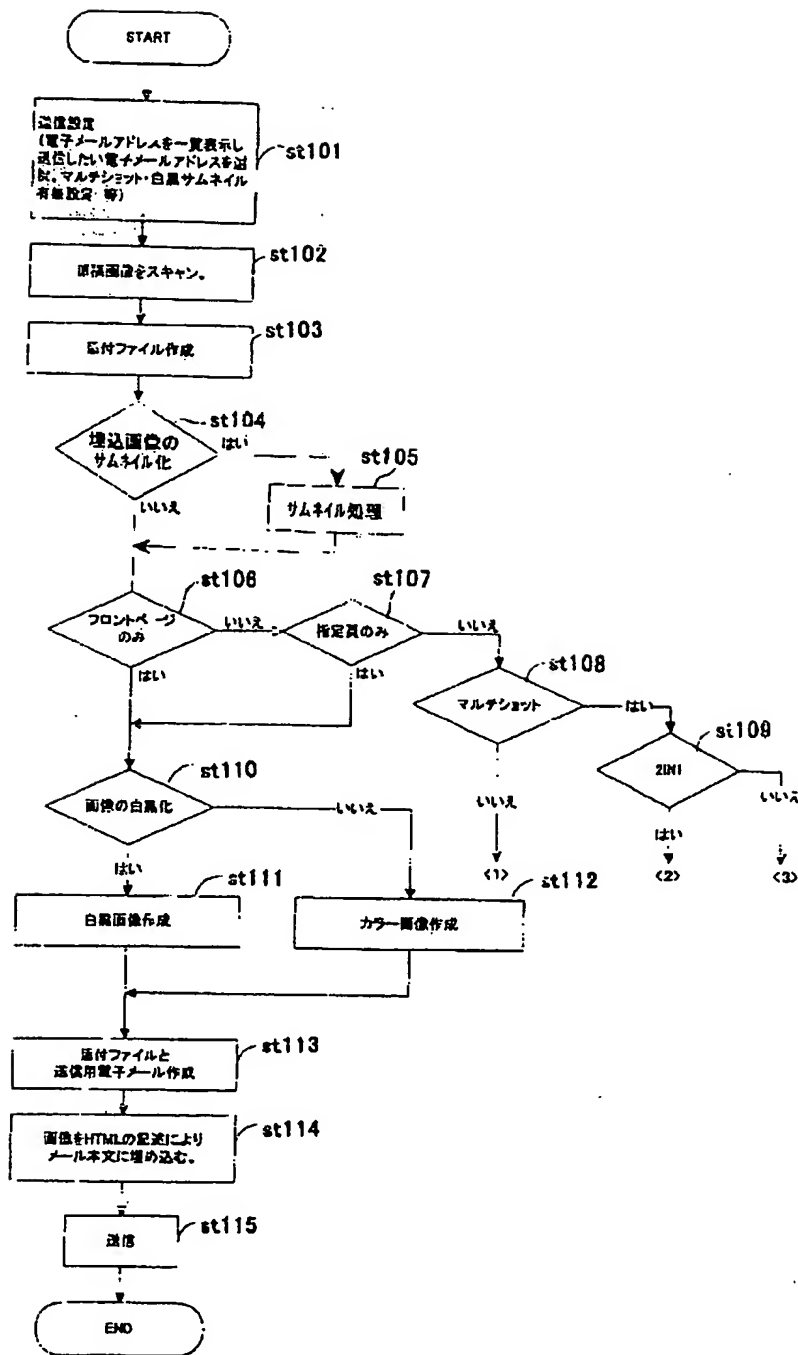 START
送信設定
(電子メールアドレスを一覧表示し
送信したい電子メールアドレスを選
択。マルチショット・白黒サムネイル
有無設定 等)
st101
原稿画像をスキャン。
st102
添付ファイル作成
st103
埋込画像の
サムネイル化
st104
はい
いいえ
サムネイル処理
st105
フロントページ
のみ
st106
いいえ
はい
指定頁のみ
st107
いいえ
はい
マルチショット
st108
はい
いいえ
<1>
2IN1
st109
いいえ
はい
<2>
<3>
画像の白黒化
st110
いいえ
はい
白黒画像作成
st111
カラー画像作成
st112
添付ファイルと
送信用電子メール作成
st113
画像をHTMLの記述により
メール本文に埋め込む。
st114
送信
st115
END